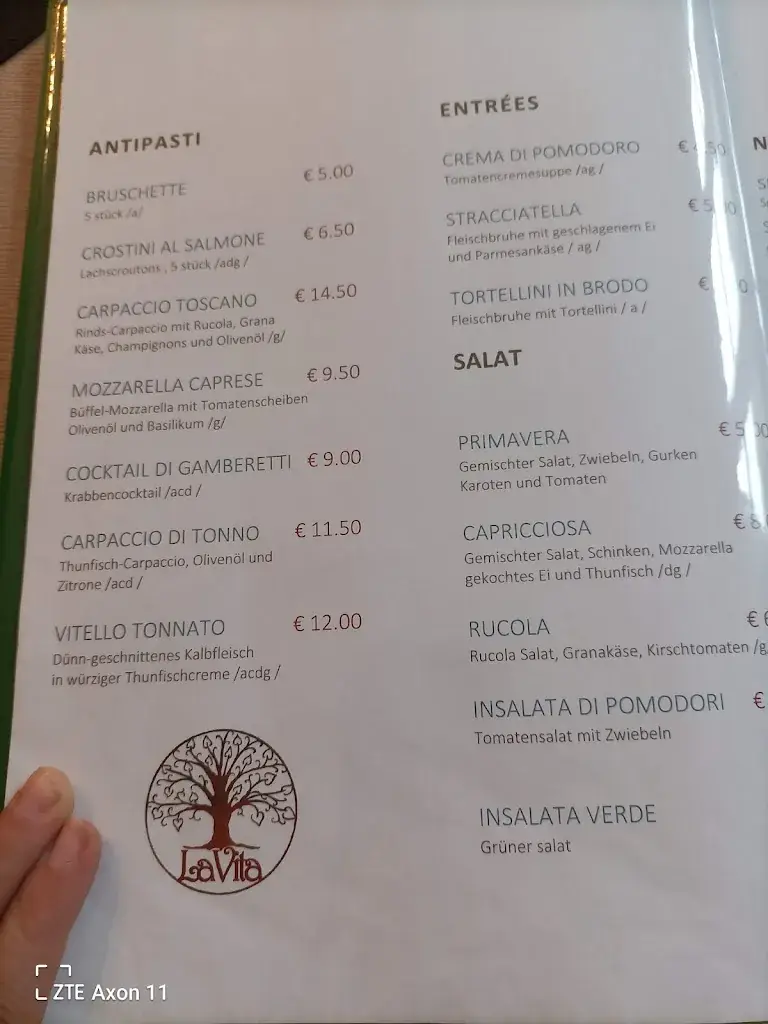 ANTIPASTI
BRUSCHETTE € 5.00
5 stück /a/
CROSTINI AL SALMONE € 6.50
Lachscroutons , 5 stück /adg /
CARPACCIO TOSCANO € 14.50
Rinds-Carpaccio mit Rucola, Grana
Käse, Champignons und Olivenöl /g/
MOZZARELLA CAPRESE € 9.50
Büffel-Mozzarella mit Tomatenscheiben
Olivenöl und Basilikum /g/
COCKTAIL DI GAMBERETTI € 9.00
Krabbencocktail /acd /
CARPACCIO DI TONNO € 11.50
Thunfisch-Carpaccio, Olivenöl und
Zitrone /acd /
VITELLO TONNATO € 12.00
Dünn-geschnittenes Kalbfleisch
in würziger Thunfischcreme /acdg /
LaVita
ENTRÉES
CREMA DI POMODORO € 4.50
Tomatencremesuppe /ag /
STRACCIATELLA €
Fleischbruhe mit geschlagenem Ei
und Parmesankäse / ag /
TORTELLINI IN BRODO €
Fleischbruhe mit Tortellini / a /
SALAT
PRIMAVERA € 5.00
Gemischter Salat, Zwiebeln, Gurken
Karoten und Tomaten
CAPRICCIOSA €
Gemischter Salat, Schinken, Mozzarella
gekochtes Ei und Thunfisch /dg /
RUCOLA €
Rucola Salat, Granakäse, Kirschtomaten /g
INSALATA DI POMODORI €
Tomatensalat mit Zwiebeln
INSALATA VERDE
Grüner salat
ZTE Axon 11